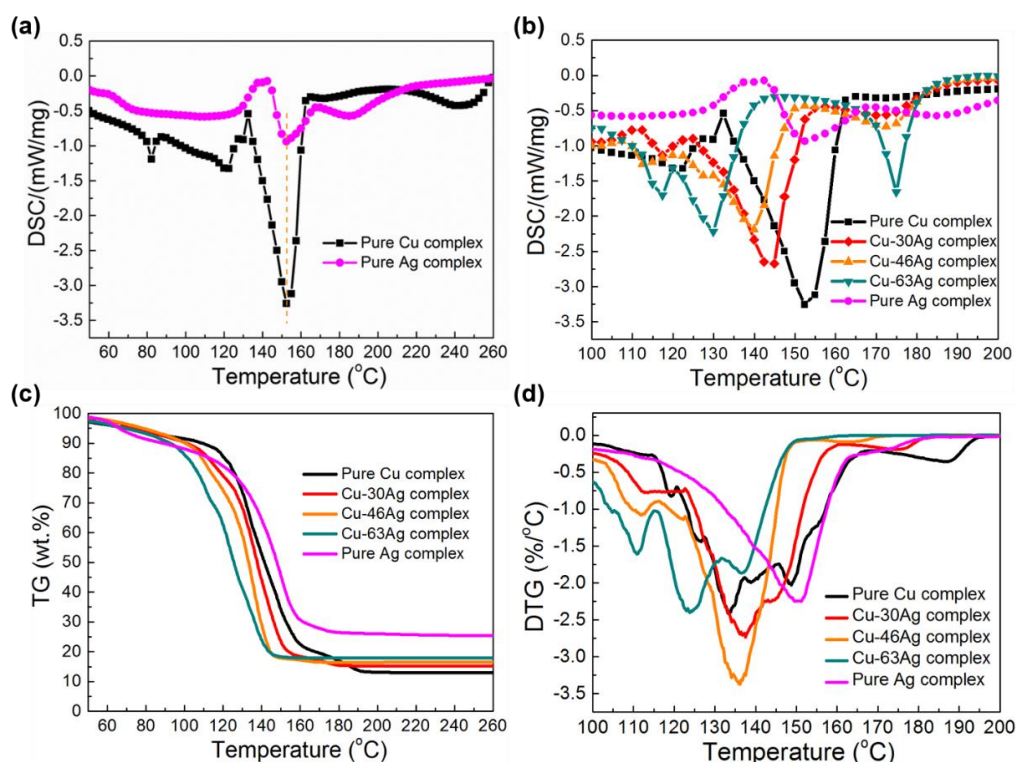 (a)
0.5
0.0
-0.5
-1.0
-1.5
-2.0
-2.5
-3.0
-3.5
DSC/(mW/mg)
Pure Cu complex
Pure Ag complex
60 80 100 120 140 160 180 200 220 240 260
Temperature (°C)
(b)
0.5
0.0
-0.5
-1.0
-1.5
-2.0
-2.5
-3.0
-3.5
DSC/(mW/mg)
Pure Cu complex
Cu-30Ag complex
Cu-46Ag complex
Cu-63Ag complex
Pure Ag complex
100 110 120 130 140 150 160 170 180 190 200
Temperature (°C)
(c)
100
90
80
70
60
50
40
30
20
10
0
TG (wt.%)
Pure Cu complex
Cu-30Ag complex
Cu-46Ag complex
Cu-63Ag complex
Pure Ag complex
60 80 100 120 140 160 180 200 220 240 260
Temperature (°C)
(d)
0.0
-0.5
-1.0
-1.5
-2.0
-2.5
-3.0
-3.5
DTG (%/°C)
Pure Cu complex
Cu-30Ag complex
Cu-46Ag complex
Cu-63Ag complex
Pure Ag complex
100 110 120 130 140 150 160 170 180 190 200
Temperature (°C)